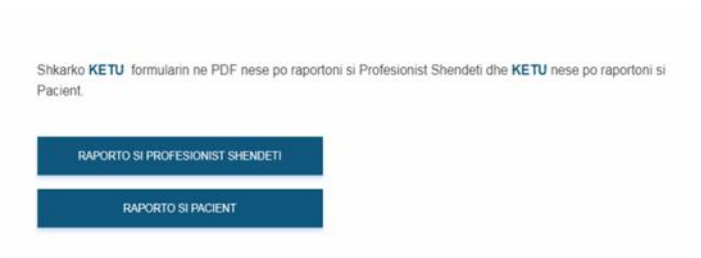 Shkarko KETU formularin ne PDF nese po raportoni si Profesionist Shendeti dhe KETU nese po raportoni si
Pacient.
RAPORTO SI PROFESIONIST SHENDETI
RAPORTO SI PACIENT